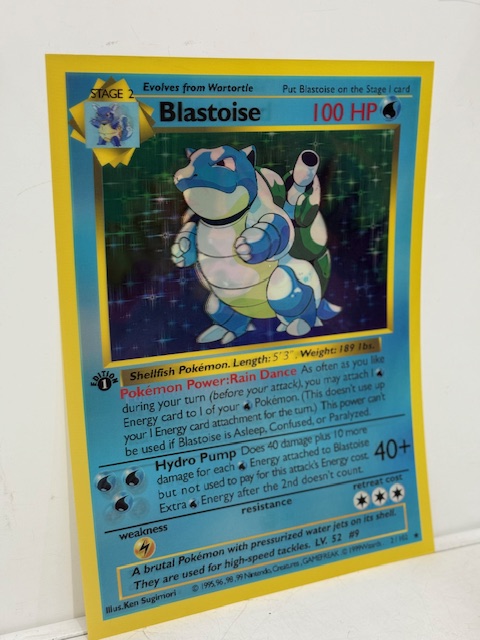 STAGE 2
Evolves from Wartortle
Put Blastoise on the Stage 1 card
Blastoise
100 HP
Shellfish Pokémon. Length: 5'3", Weight: 189 lbs.
EDITION
1
Pokémon Power: Rain Dance As often as you like
during your turn (before your attack), you may attach 1
Energy card to 1 of your Pokémon. (This doesn't use up
your 1 Energy card attachment for the turn.) This power can't
be used if Blastoise is Asleep, Confused, or Paralyzed.
Hydro Pump Does 40 damage plus 10 more
damage for each Energy attached to Blastoise
but not used to pay for this attack's Energy cost.
Extra Energy after the 2nd doesn't count.
40+
weakness
resistance
retreat cost
A brutal Pokémon with pressurized water jets on its shell.
They are used for high-speed tackles. LV. 52 #9
Illus. Ken Sugimori
© 1995, 96, 98, 99 Nintendo, Creatures, GAMEFREAK. © 1999 Wizards.
2/102